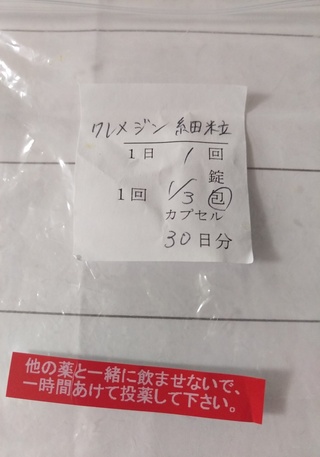 クレメジン 細粒
1日 1 回
錠
1回 1/3 包
カプセル
30日分
他の薬と一緒に飲ませないで、
一時間あけて投薬して下さい。